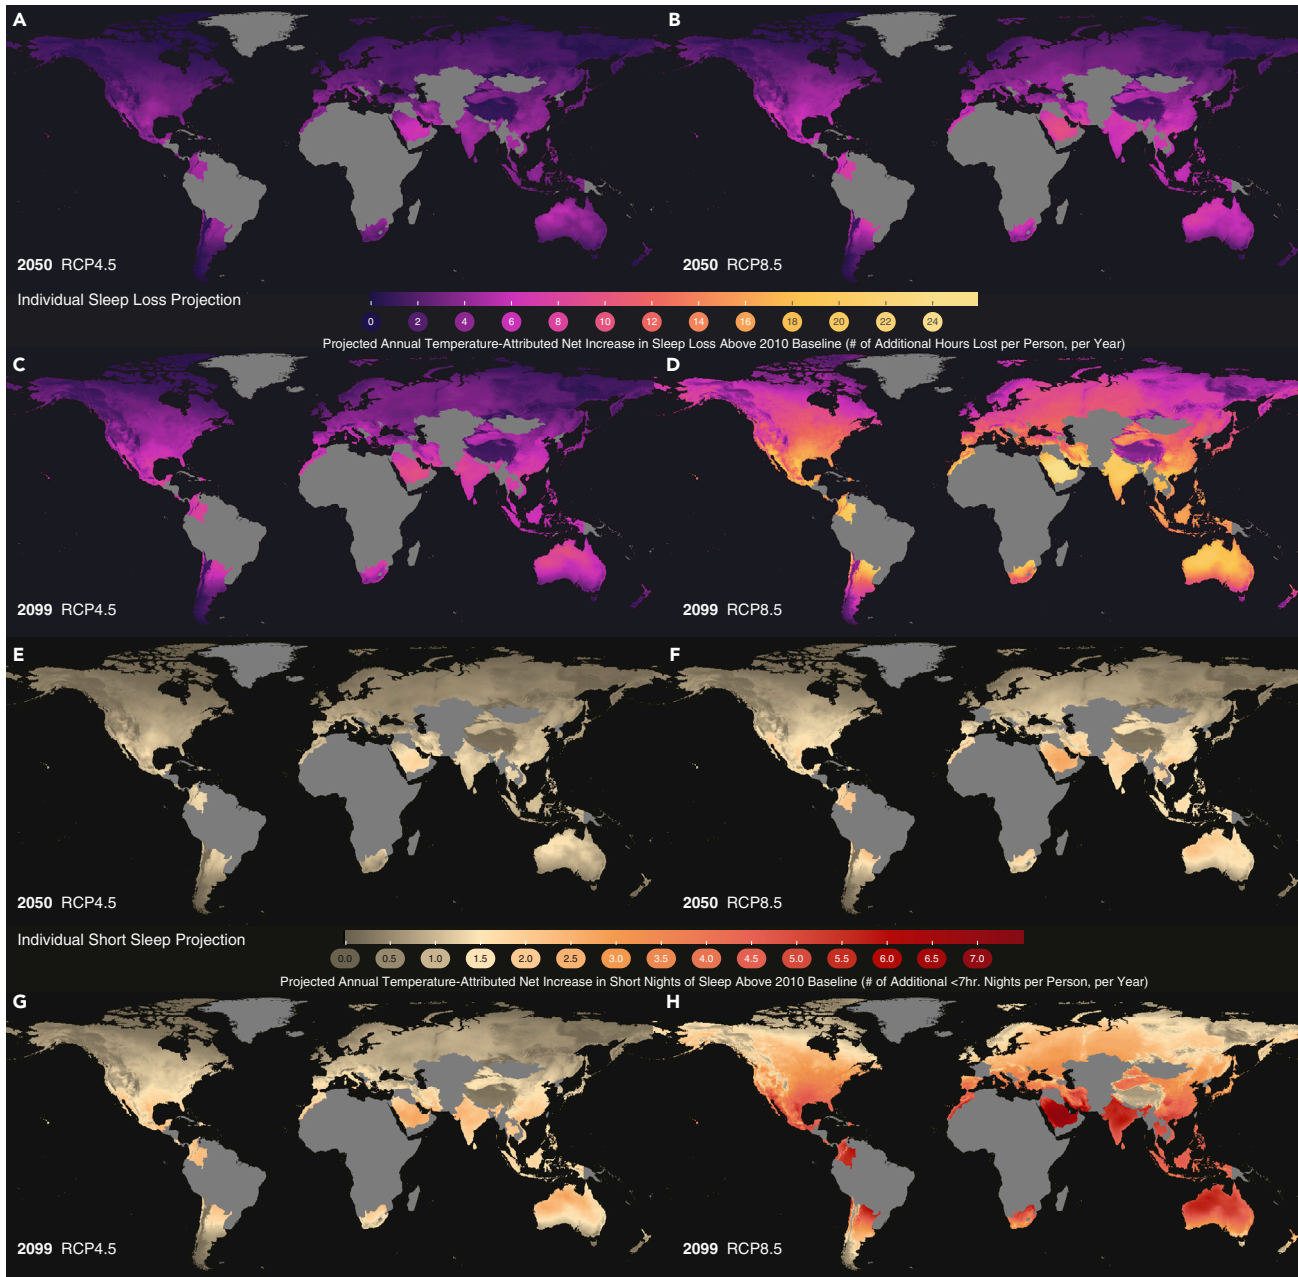 A
B
2050 RCP4.5
2050 RCP8.5
Individual Sleep Loss Projection
0 2 4 6 8 10 12 14 16 18 20 22 24
Projected Annual Temperature-Attributed Net Increase in Sleep Loss Above 2010 Baseline (# of Additional Hours Lost per Person, per Year)
C
D
2099 RCP4.5
2099 RCP8.5
E
F
2050 RCP4.5
2050 RCP8.5
Individual Short Sleep Projection
0.0 0.5 1.0 1.5 2.0 2.5 3.0 3.5 4.0 4.5 5.0 5.5 6.0 6.5 7.0
Projected Annual Temperature-Attributed Net Increase in Short Nights of Sleep Above 2010 Baseline (# of Additional <7hr. Nights per Person, per Year)
G
H
2099 RCP4.5
2099 RCP8.5